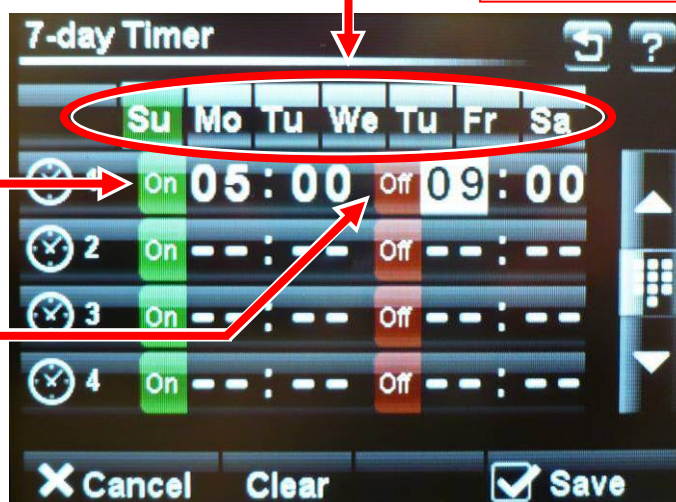 7-day Timer ?
Su Mo Tu We Tu Fr Sa
1 On 05:00 Off 09:00
2 On --:-- Off --:--
3 On --:-- Off --:--
4 On --:-- Off --:--
Cancel Clear Save